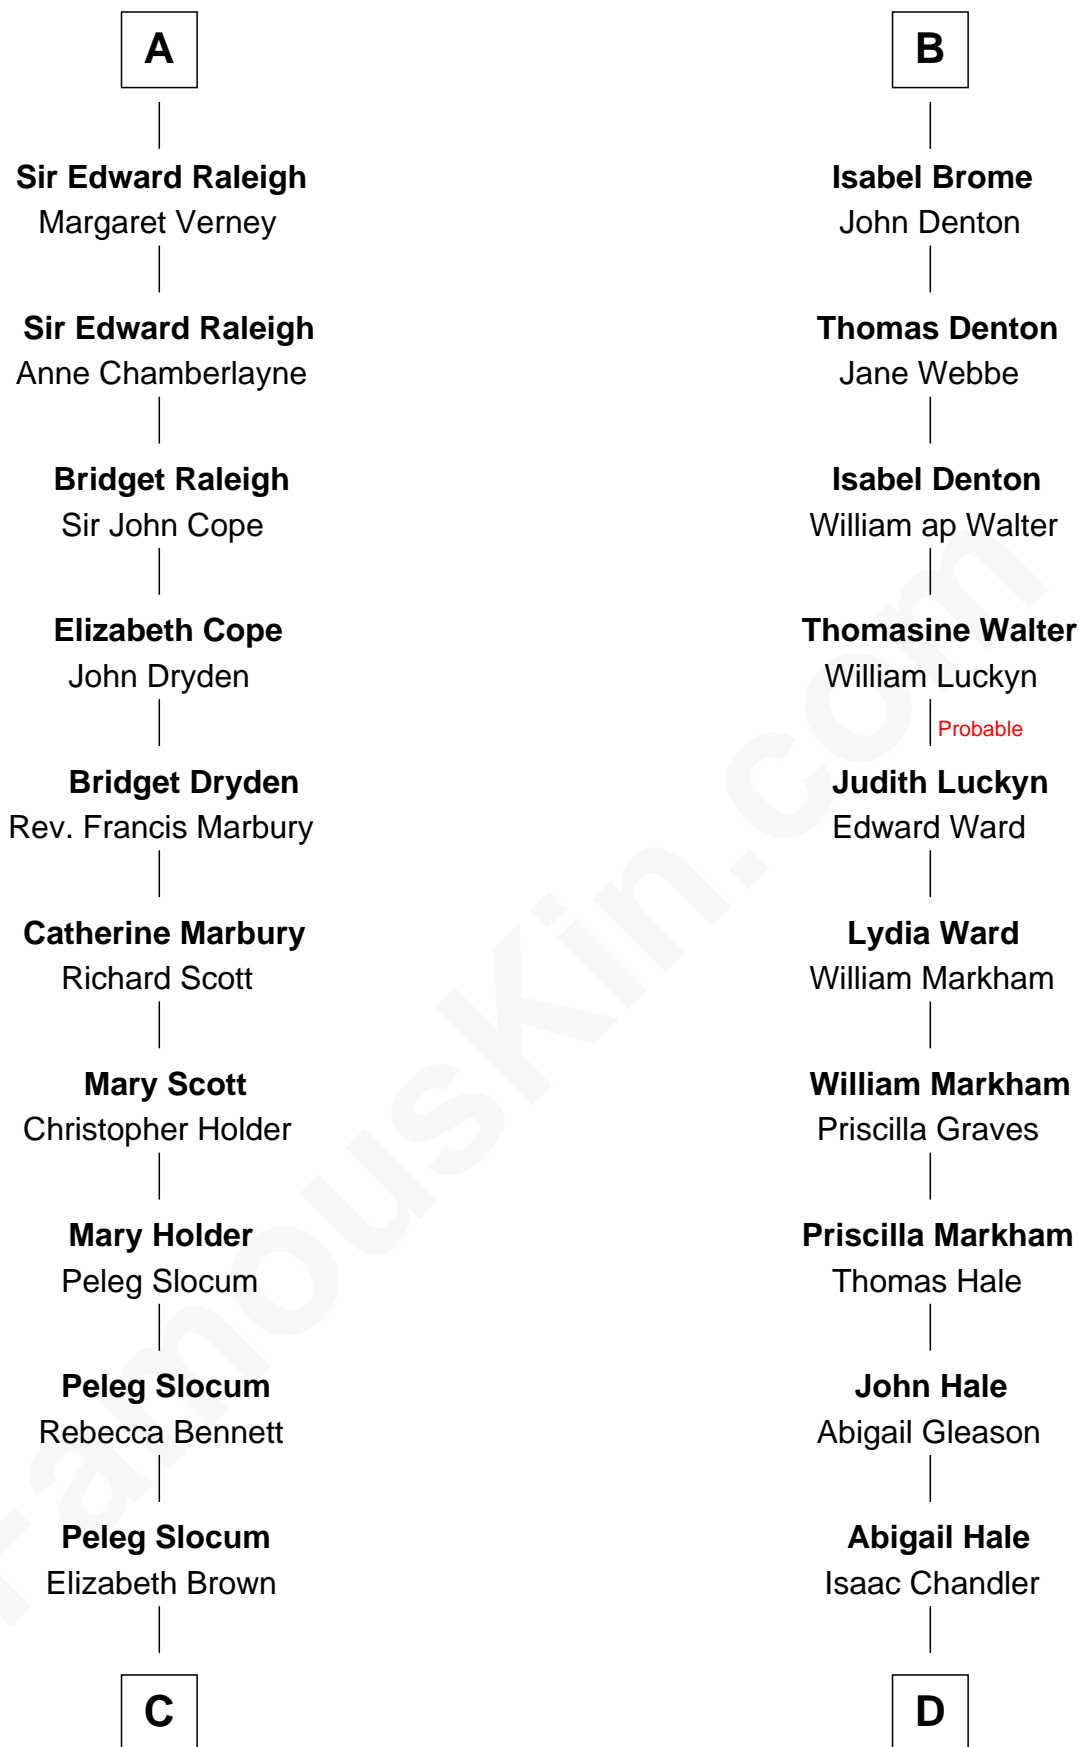 A
Sir Edward Raleigh
Margaret Verney
Sir Edward Raleigh
Anne Chamberlayne
Bridget Raleigh
Sir John Cope
Elizabeth Cope
John Dryden
Bridget Dryden
Rev. Francis Marbury
Catherine Marbury
Richard Scott
Mary Scott
Christopher Holder
Mary Holder
Peleg Slocum
Peleg Slocum
Rebecca Bennett
Peleg Slocum
Elizabeth Brown
C
B
Isabel Brome
John Denton
Thomas Denton
Jane Webbe
Isabel Denton
William ap Walter
Thomasine Walter
William Luckyn
Probable
Judith Luckyn
Edward Ward
Lydia Ward
William Markham
William Markham
Priscilla Graves
Priscilla Markham
Thomas Hale
John Hale
Abigail Gleason
Abigail Hale
Isaac Chandler
D
FamousKin.com